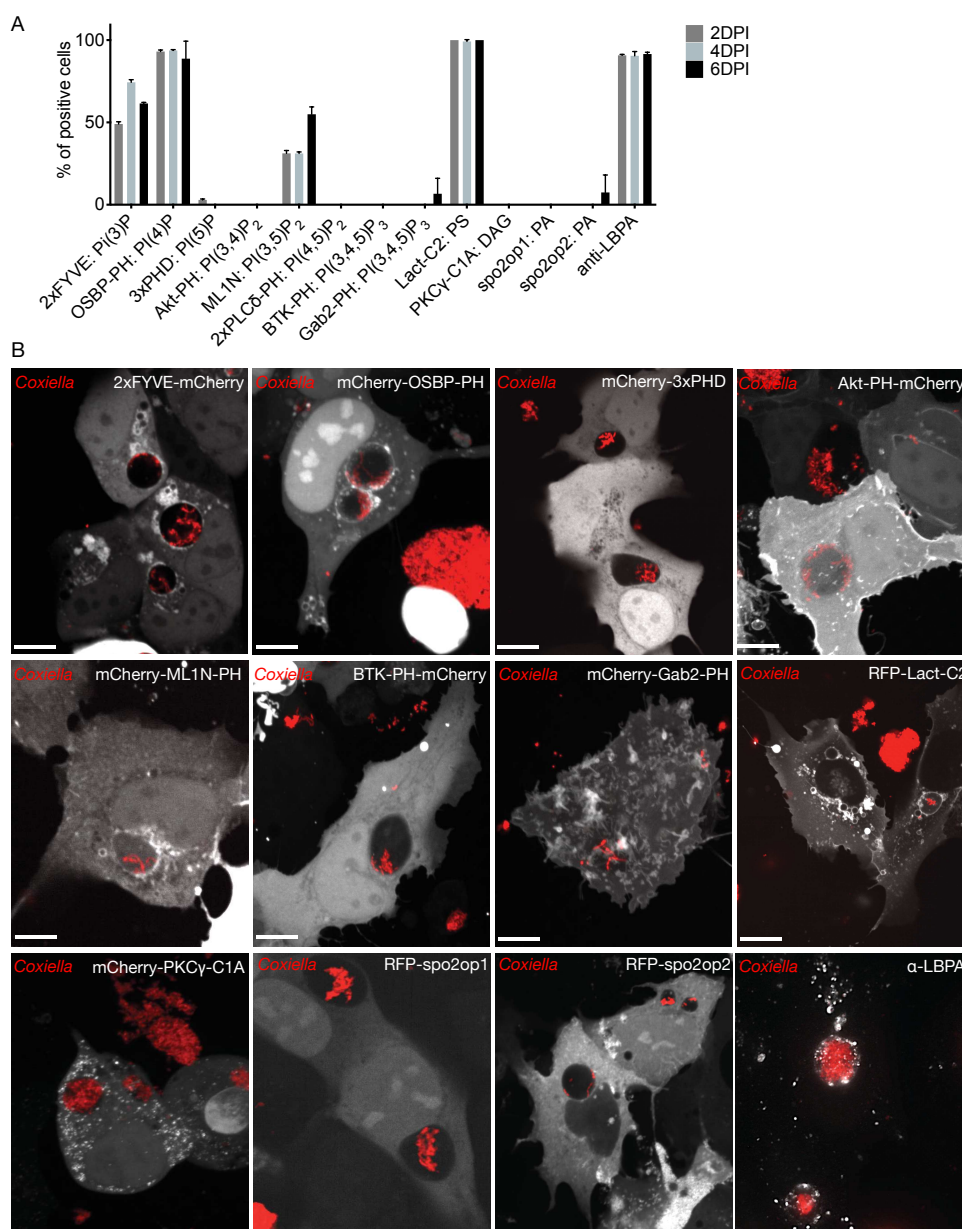 A
100
50
0
% of positive cells
2DPI
4DPI
6DPI
2xFYVE: Pi(3)P
OSBP-PH: PI(4)P
3xPHD: PI(5)P
Akt-PH: PI(3,4)P2
ML1N: PI(3,5)P2
2xPLCδ-PH: PI(4,5)P2
BTK-PH: PI(3,4,5)P3
Gab2-PH: PI(3,4,5)P3
Lact-C2: PS
PKCγ-C1A: DAG
spo2op1: PA
spo2op2: PA
anti-LBPA
B
Coxiella 2xFYVE-mCherry
Coxiella mCherry-OSBP-PH
Coxiella mCherry-3xPHD
Coxiella Akt-PH-mCherry
Coxiella mCherry-ML1N-PH
Coxiella BTK-PH-mCherry
Coxiella mCherry-Gab2-PH
Coxiella RFP-Lact-C2
Coxiella mCherry-PKCγ-C1A
Coxiella RFP-spo2op1
Coxiella RFP-spo2op2
Coxiella α-LBPA